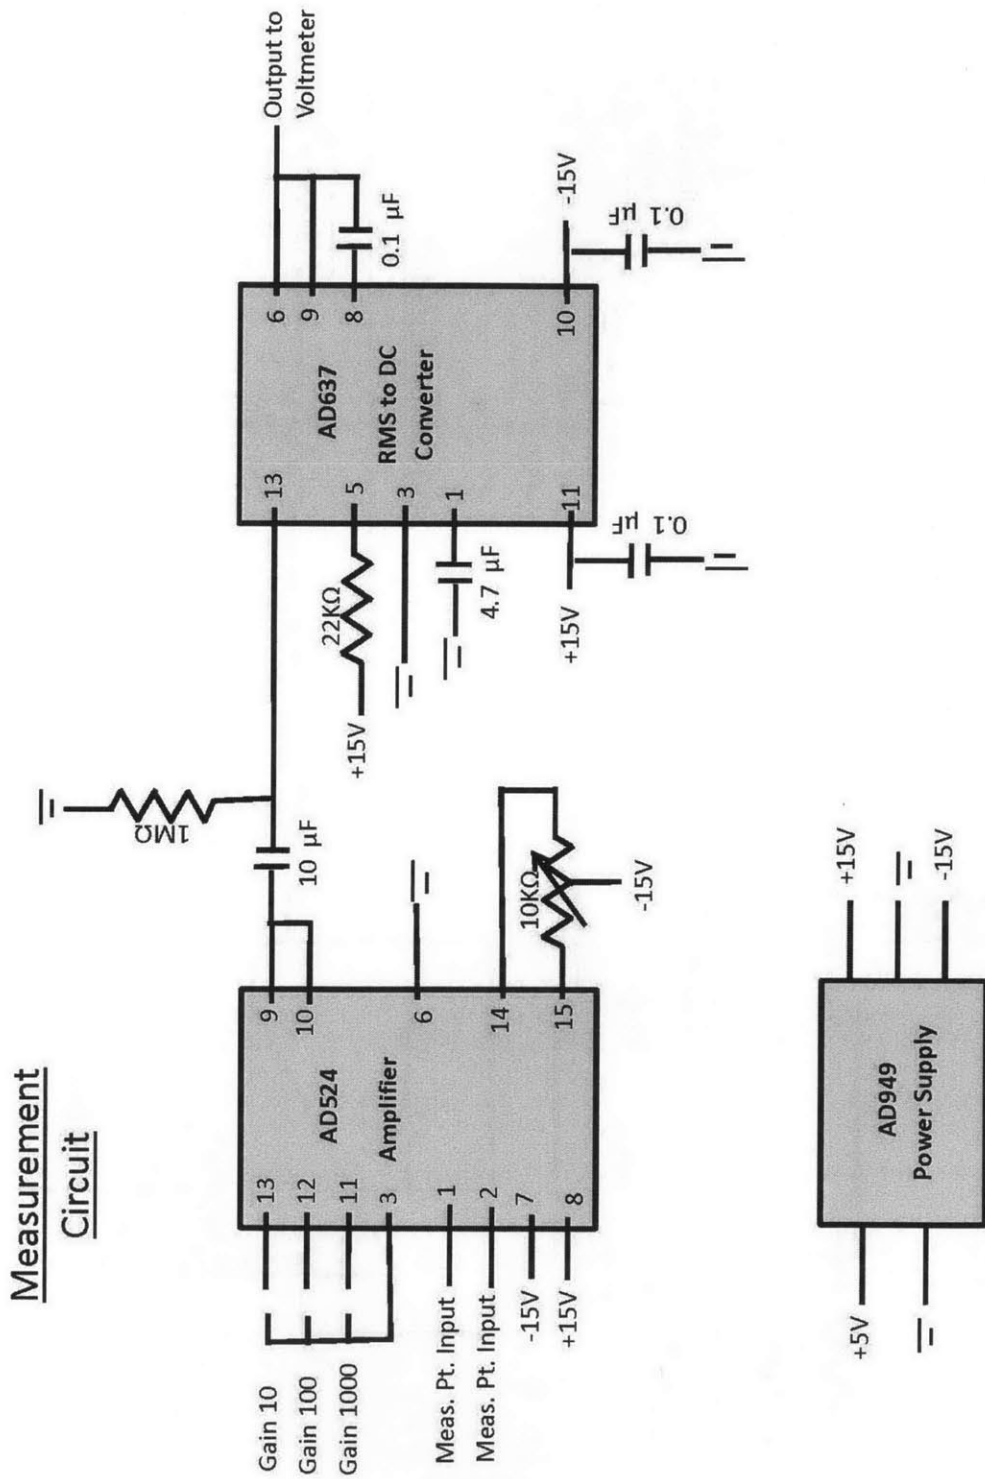 Measurement
Circuit
Gain 10
Gain 100
Gain 1000
Meas. Pt. Input
Meas. Pt. Input
-15V
+15V
13
12
11
3
1
2
7
8
AD524
Amplifier
9
10
6
14
15
10 µF
1MΩ
10KΩ
-15V
22KΩ
+15V
4.7 µF
+15V
0.1 µF
13
5
3
1
11
AD637
RMS to DC
Converter
6
9
8
10
0.1 µF
-15V
0.1 µF
Output to
Voltmeter
+5V
AD949
Power Supply
+15V
-15V